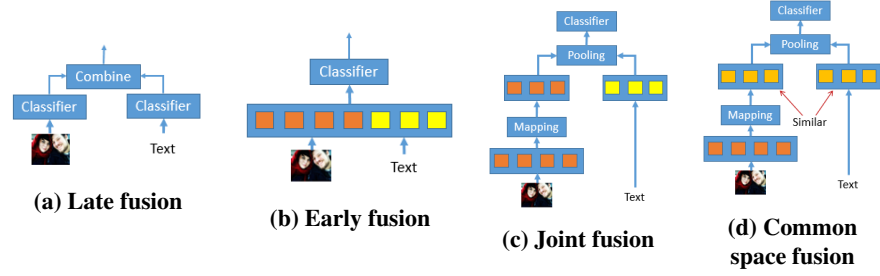 Combine
Classifier
Classifier
Text
(a) Late fusion
Classifier
Text
(b) Early fusion
Classifier
Pooling
Mapping
Text
(c) Joint fusion
Classifier
Pooling
Mapping
Similar
Text
(d) Common
space fusion